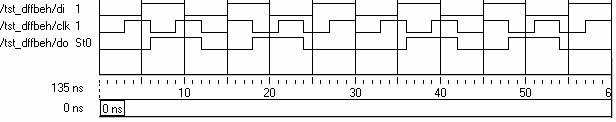 /tst_dffbeh/di 1
/tst_dffbeh/clk 1
/tst_dffbeh/do St0
135 ns 10 20 30 40 50 6
0 ns 0 ns